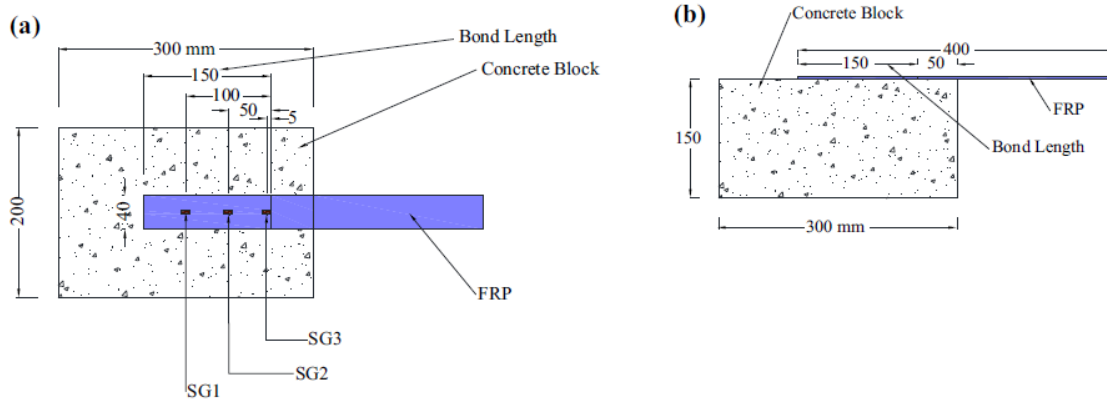 (a)
300 mm
Bond Length
150
Concrete Block
100
50
5
200
40
FRP
SG3
SG2
SG1
(b)
Concrete Block
400
150
50
FRP
150
Bond Length
300 mm